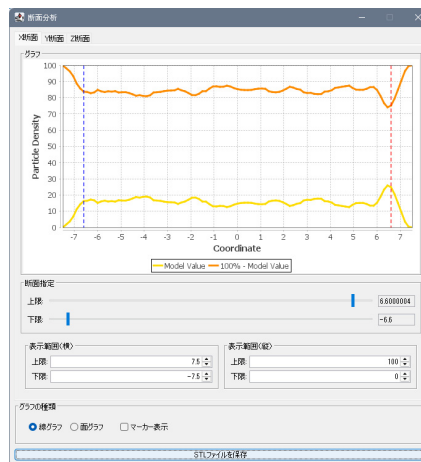 断面分析
X断面 Y断面 Z断面
グラフ
100
90
80
70
60
50
40
30
20
10
0
Particle Density
-7 -6 -5 -4 -3 -2 -1 0 1 2 3 4 5 6 7
Coordinate
Model Value 100% - Model Value
断面指定
上限: 6.6000004
下限: -6.6
表示範囲(横)
上限: 7.5
下限: -7.5
表示範囲(縦)
上限: 100
下限: 0
グラフの種類
線グラフ 面グラフ マーカー表示
STLファイルを保存